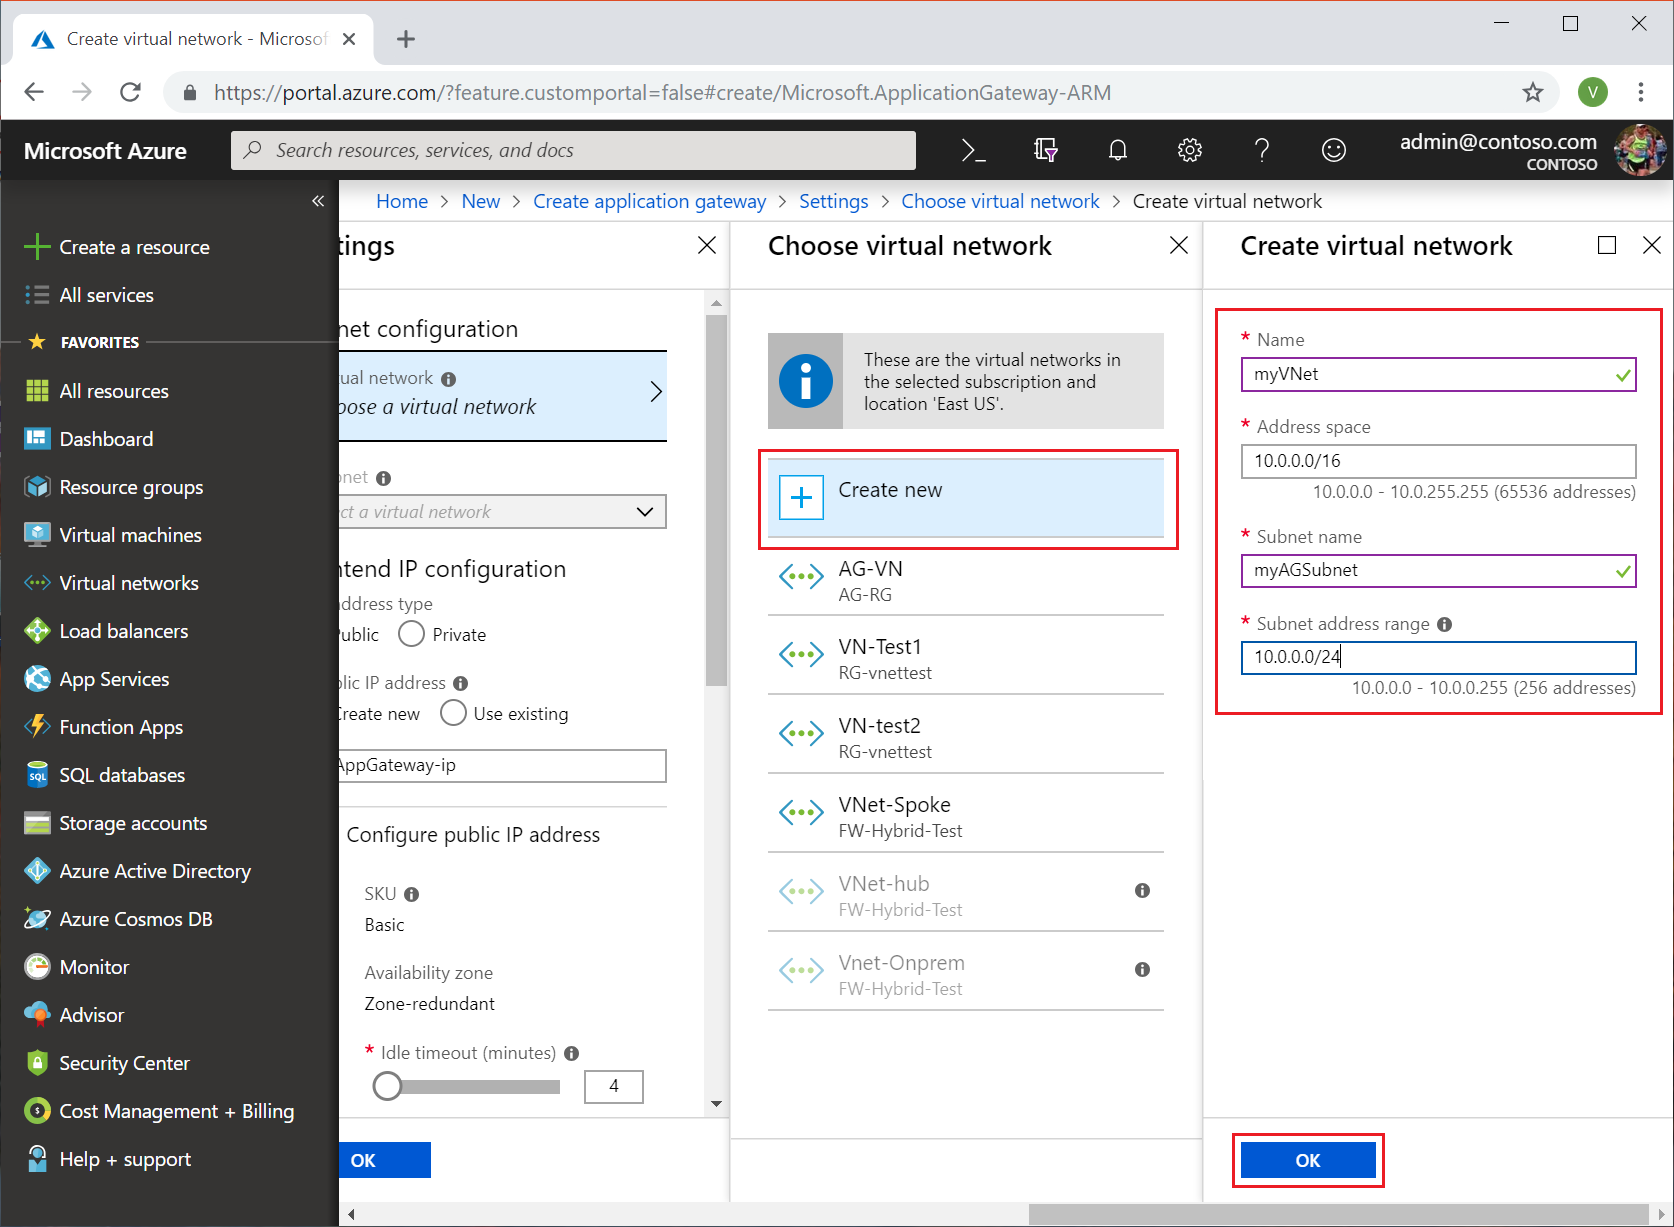 Create virtual network - Microsof
https://portal.azure.com/?feature.customportal=false#create/Microsoft.ApplicationGateway-ARM
V
Microsoft Azure
Search resources, services, and docs
admin@contoso.com
CONTOSO
Home > New > Create application gateway > Settings > Choose virtual network > Create virtual network
Create a resource
All services
FAVORITES
All resources
Dashboard
Resource groups
Virtual machines
Virtual networks
Load balancers
App Services
Function Apps
SQL
SQL databases
Storage accounts
Azure Active Directory
Azure Cosmos DB
Monitor
Advisor
Security Center
Cost Management + Billing
Help + support
tings
net configuration
tual network
oose a virtual network
bnet
ct a virtual network
ntend IP configuration
address type
Public
Private
blic IP address
Create new
Use existing
AppGateway-ip
Configure public IP address
SKU
Basic
Availability zone
Zone-redundant
* Idle timeout (minutes)
4
OK
Choose virtual network
These are the virtual networks in
the selected subscription and
location 'East US'.
Create new
AG-VN
AG-RG
VN-Test1
RG-vnettest
VN-test2
RG-vnettest
VNet-Spoke
FW-Hybrid-Test
VNet-hub
FW-Hybrid-Test
Vnet-Onprem
FW-Hybrid-Test
Create virtual network
* Name
myVNet
* Address space
10.0.0.0/16
10.0.0.0 - 10.0.255.255 (65536 addresses)
* Subnet name
myAGSubnet
* Subnet address range
10.0.0.0/24
10.0.0.0 - 10.0.0.255 (256 addresses)
OK